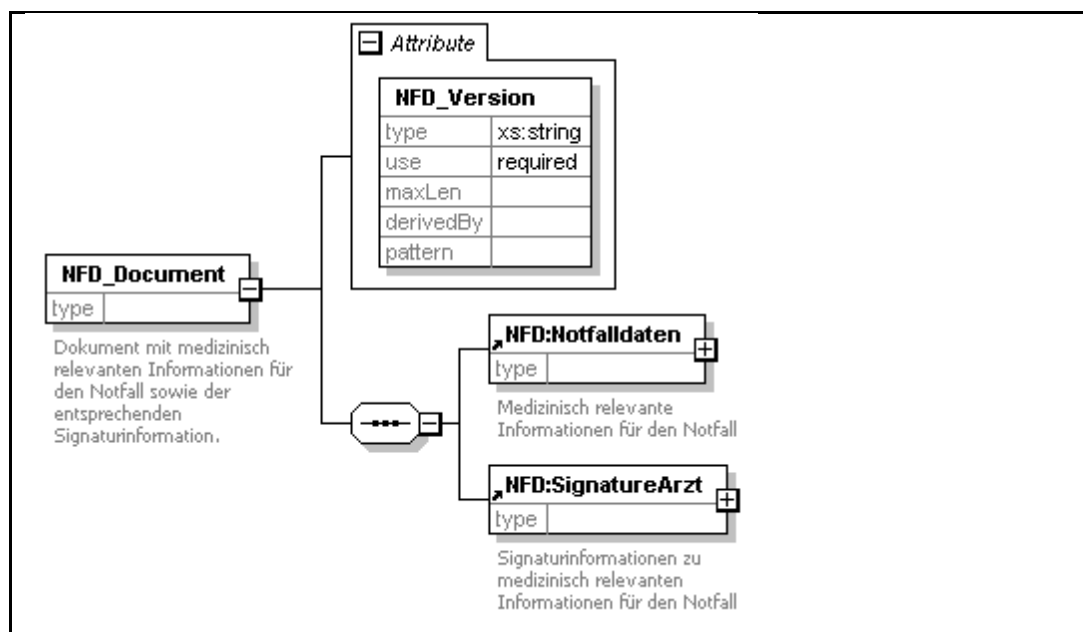 Attribute
NFD_Version
type xs:string
use required
maxLen
derivedBy
pattern
NFD_Document
type
Dokument mit medizinisch
relevanten Informationen für
den Notfall sowie der
entsprechenden
Signaturinformation.
NFD:Notfalldaten
type
Medizinisch relevante
Informationen für den Notfall
NFD:SignatureArzt
type
Signaturinformationen zu
medizinisch relevanten
Informationen für den Notfall